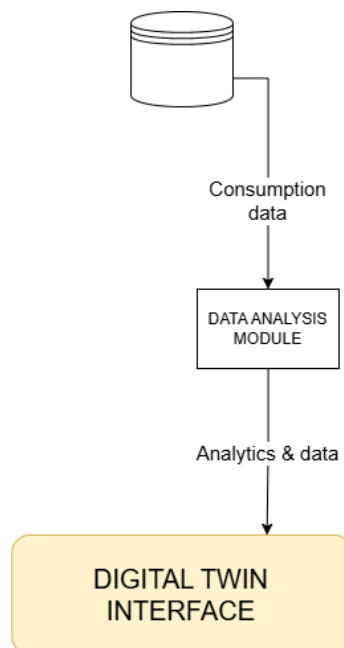 Consumption
data
DATA ANALYSIS
MODULE
Analytics & data
DIGITAL TWIN
INTERFACE